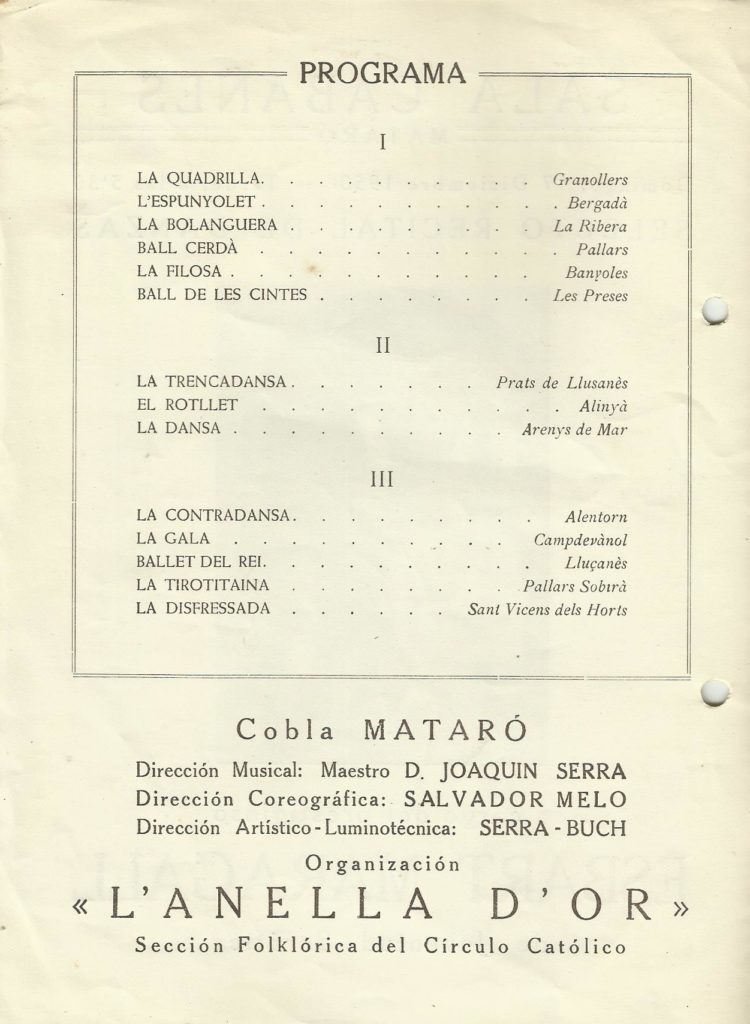 PROGRAMA
I
LA QUADRILLA. . . . . . . . . . Granollers
L'ESPUNYOLET . . . . . . . . . . . Bergadà
LA BOLANGUERA . . . . . . . . . La Ribera
BALL CERDÀ . . . . . . . . . . . Pallars
LA FILOSA . . . . . . . . . . . Banyoles
BALL DE LES CINTES . . . . . . . . Les Preses
II
LA TRENCADANSA . . . . . . . Prats de Llusanès
EL ROTLLET . . . . . . . . . . . Alinyà
LA DANSA . . . . . . . . . . Arenys de Mar
III
LA CONTRADANSA. . . . . . . . . Alentorn
LA GALA . . . . . . . . . . Campdevànol
BALLET DEL REI. . . . . . . . . . Lluçanès
LA TIROTITAINA . . . . . . . Pallars Sobirà
LA DISFRESSADA . . . . . . Sant Vicens dels Horts
Cobla MATARÓ
Dirección Musical: Maestro D. JOAQUIN SERRA
Dirección Coreográfica: SALVADOR MELO
Dirección Artístico-Luminotécnica: SERRA-BUCH
Organización
« L'ANELLA D'OR »
Sección Folklórica del Círculo Católico